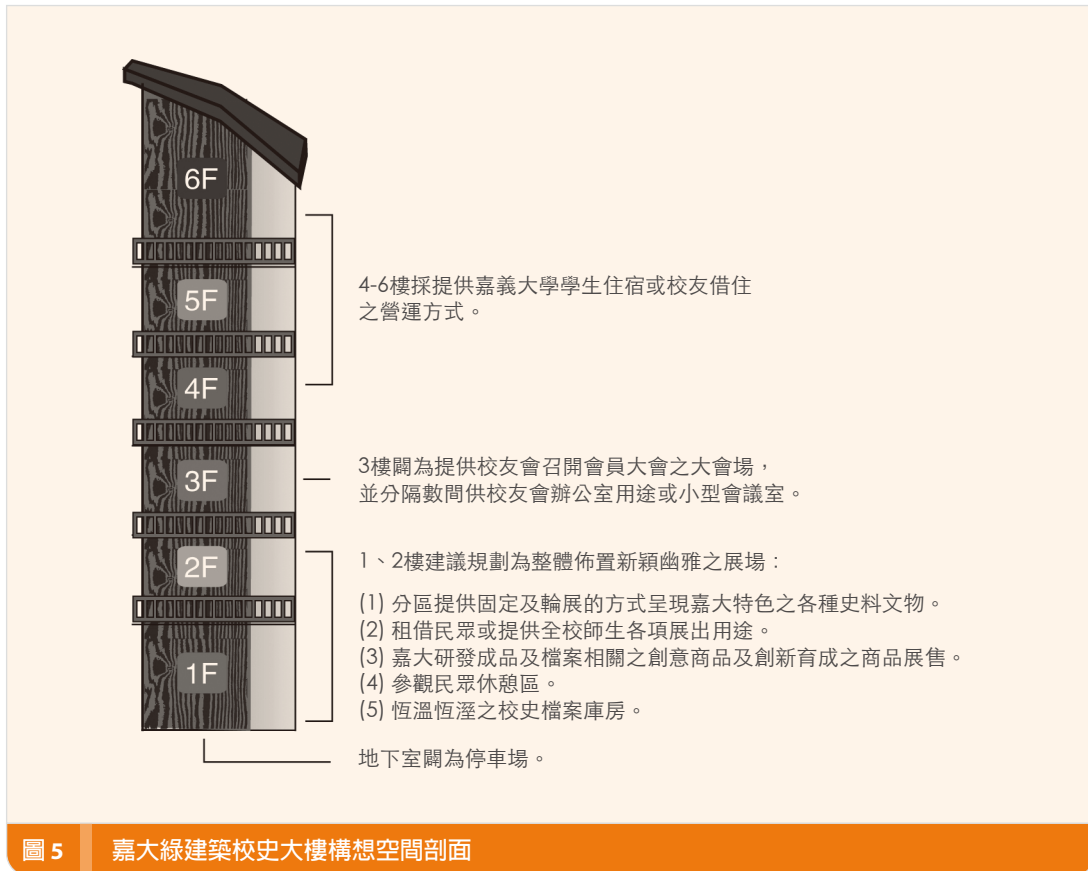 6F
5F
4F
3F
2F
1F
4-6樓採提供嘉義大學學生住宿或校友借住
之營運方式。
3樓闢為提供校友會召開會員大會之大會場，
並分隔數間供校友會辦公室用途或小型會議室。
1、2樓建議規劃為整體佈置新穎幽雅之展場：
(1) 分區提供固定及輪展的方式呈現嘉大特色之各種史料文物。
(2) 租借民眾或提供全校師生各項展出用途。
(3) 嘉大研發成品及檔案相關之創意商品及創新育成之商品展售。
(4) 參觀民眾休憩區。
(5) 恆溫恆溼之校史檔案庫房。
地下室闢為停車場。
圖 5 嘉大綠建築校史大樓構想空間剖面